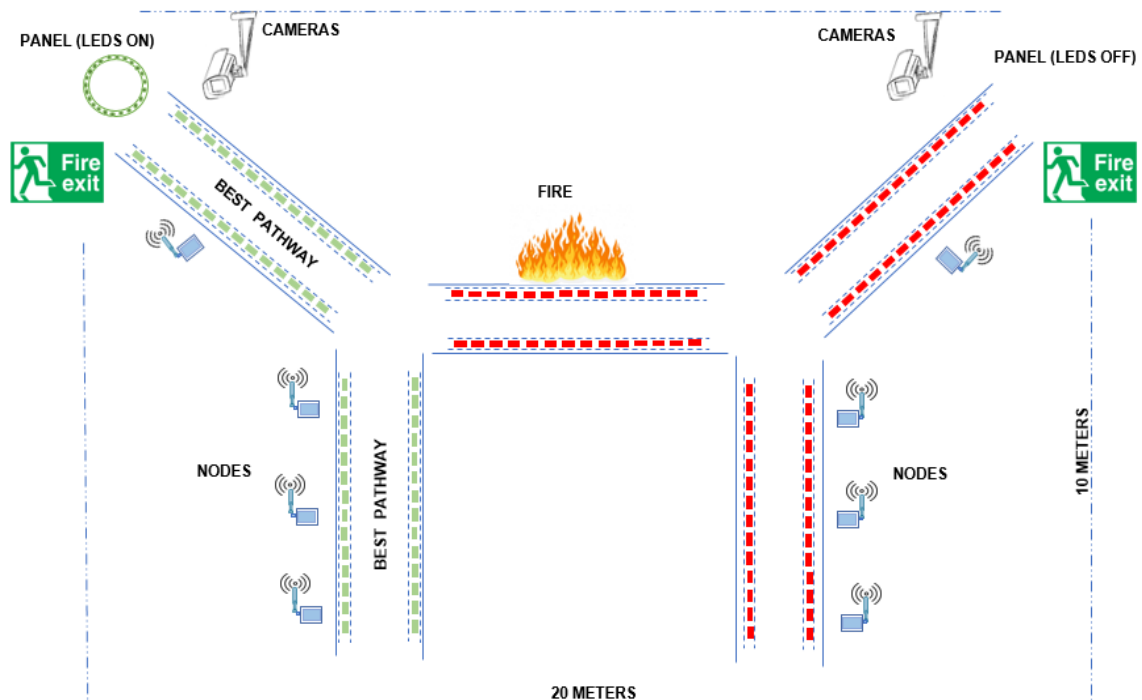 CAMERAS
CAMERAS
PANEL (LEDS ON)
PANEL (LEDS OFF)
Fire
exit
Fire
exit
BEST PATHWAY
FIRE
NODES
BEST PATHWAY
NODES
10 METERS
20 METERS